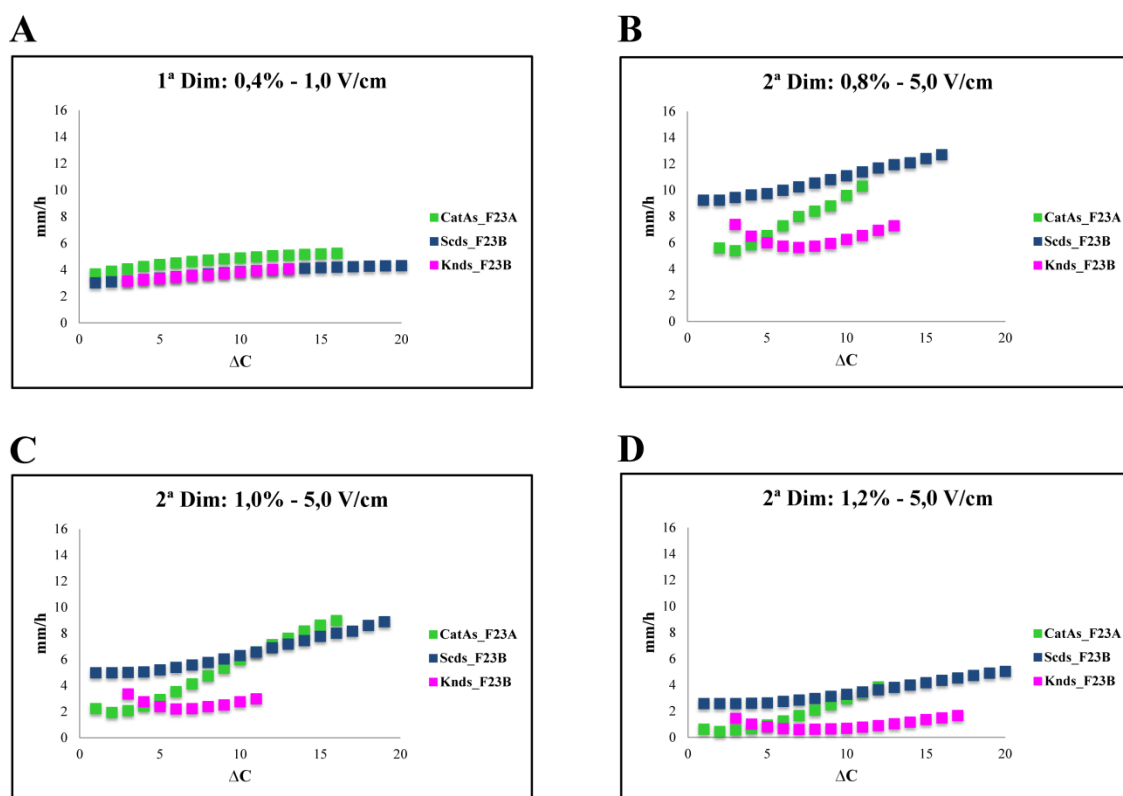 A
1ª Dim: 0,4% - 1,0 V/cm
mm/h
16
14
12
10
8
6
4
2
0
0 5 10 15 20
ΔC
CatAs_F23A
Scds_F23B
Knds_F23B
B
2ª Dim: 0,8% - 5,0 V/cm
mm/h
16
14
12
10
8
6
4
2
0
0 5 10 15 20
ΔC
CatAs_F23A
Scds_F23B
Knds_F23B
C
2ª Dim: 1,0% - 5,0 V/cm
mm/h
16
14
12
10
8
6
4
2
0
0 5 10 15 20
ΔC
CatAs_F23A
Scds_F23B
Knds_F23B
D
2ª Dim: 1,2% - 5,0 V/cm
mm/h
16
14
12
10
8
6
4
2
0
0 5 10 15 20
ΔC
CatAs_F23A
Scds_F23B
Knds_F23B